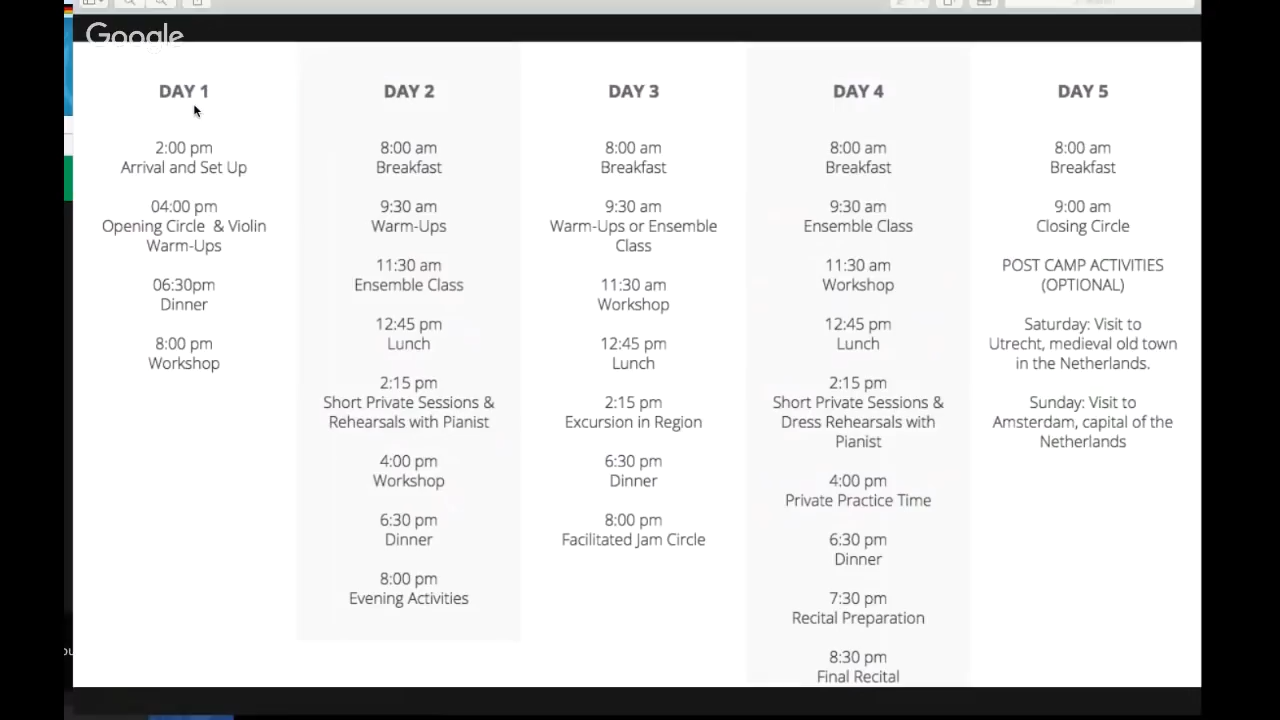 Google
DAY 1
2:00 pm
Arrival and Set Up
04:00 pm
Opening Circle & Violin
Warm-Ups
06:30pm
Dinner
8:00 pm
Workshop
DAY 2
8:00 am
Breakfast
9:30 am
Warm-Ups
11:30 am
Ensemble Class
12:45 pm
Lunch
2:15 pm
Short Private Sessions &
Rehearsals with Pianist
4:00 pm
Workshop
6:30 pm
Dinner
8:00 pm
Evening Activities
DAY 3
8:00 am
Breakfast
9:30 am
Warm-Ups or Ensemble
Class
11:30 am
Workshop
12:45 pm
Lunch
2:15 pm
Excursion in Region
6:30 pm
Dinner
8:00 pm
Facilitated Jam Circle
DAY 4
8:00 am
Breakfast
9:30 am
Ensemble Class
11:30 am
Workshop
12:45 pm
Lunch
2:15 pm
Short Private Sessions &
Dress Rehearsals with
Pianist
4:00 pm
Private Practice Time
6:30 pm
Dinner
7:30 pm
Recital Preparation
8:30 pm
Final Recital
DAY 5
8:00 am
Breakfast
9:00 am
Closing Circle
POST CAMP ACTIVITIES
(OPTIONAL)
Saturday: Visit to
Utrecht, medieval old town
in the Netherlands.
Sunday: Visit to
Amsterdam, capital of the
Netherlands